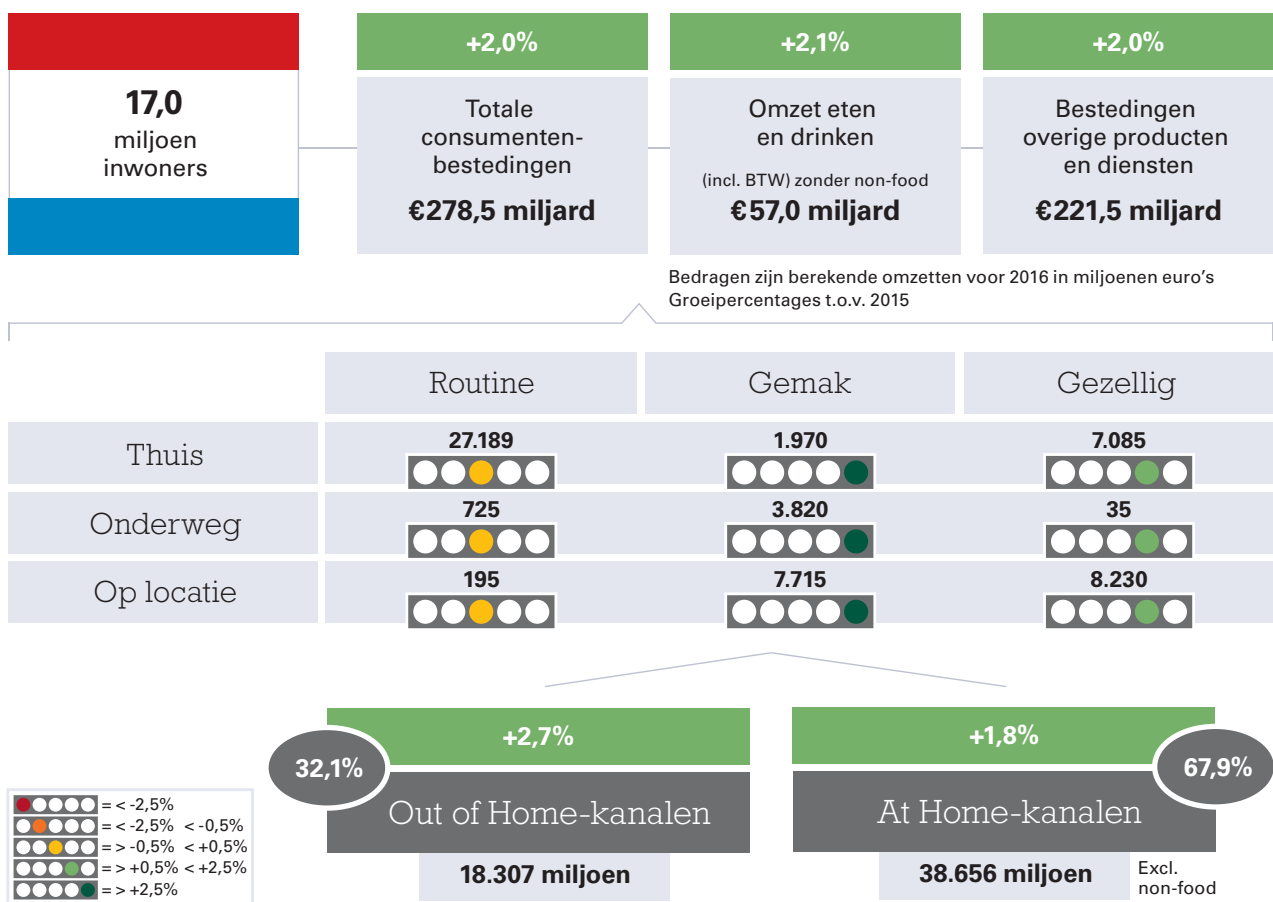 17,0
miljoen
inwoners
+2,0%
Totale
consumenten-
bestedingen
€278,5 miljard
+2,1%
Omzet eten
en drinken
(incl. BTW) zonder non-food
€57,0 miljard
+2,0%
Bestedingen
overige producten
en diensten
€221,5 miljard
Bedragen zijn berekende omzetten voor 2016 in miljoenen euro's
Groeipercentages t.o.v. 2015
Routine Gemak Gezellig
Thuis 27.189 1.970 7.085
Onderweg 725 3.820 35
Op locatie 195 7.715 8.230
32,1%
+2,7%
Out of Home-kanalen
18.307 miljoen
+1,8%
67,9%
At Home-kanalen
38.656 miljoen
Excl.
non-food
= < -2,5%
= < -2,5% < -0,5%
= > -0,5% < +0,5%
= > +0,5% < +2,5%
= > +2,5%